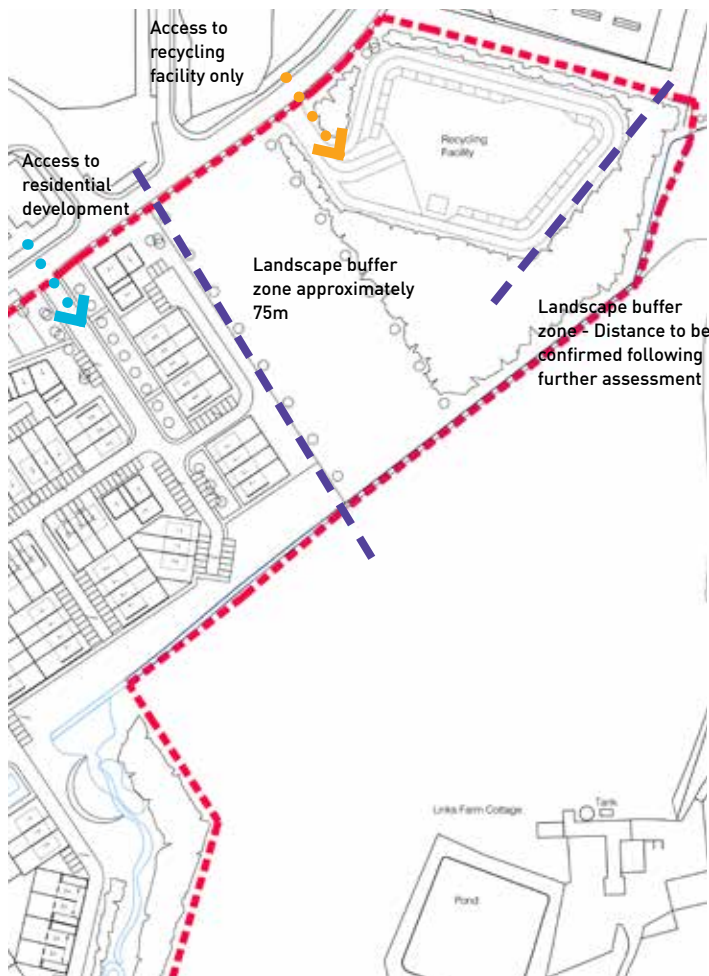 Access to
recycling
facility only
Access to
residential
development
Recycling
Facility
Landscape buffer
zone approximately
75m
Landscape buffer
zone - Distance to be
confirmed following
further assessment
Links Farm Cottage
Tank
Pond